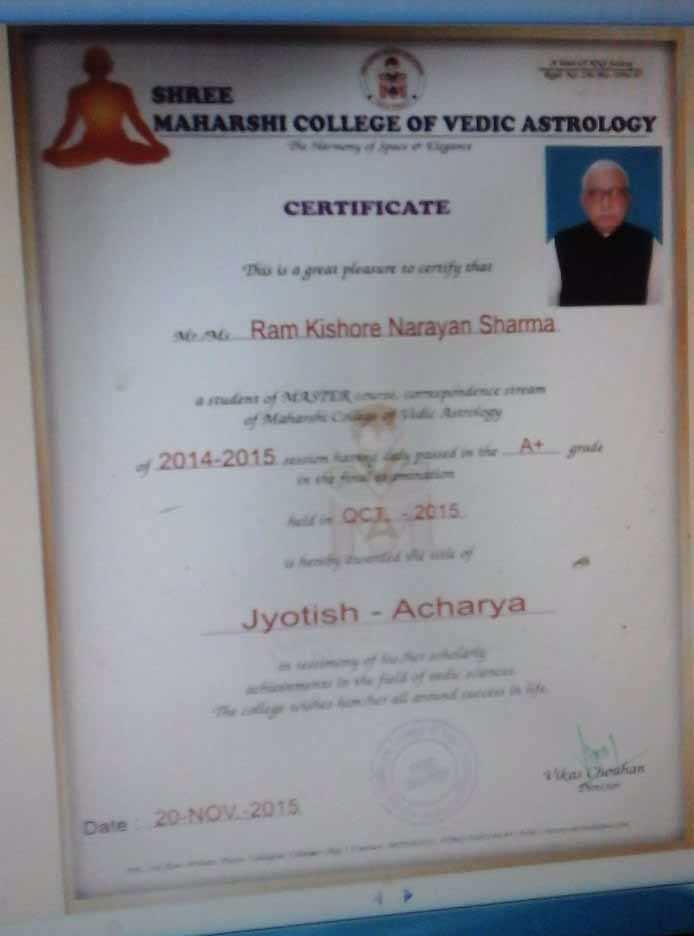 SHREE
MAHARSHI COLLEGE OF VEDIC ASTROLOGY
The Harmony of Space & Elegance
CERTIFICATE
This is a great pleasure to certify that
Mr./Ms. Ram Kishore Narayan Sharma
a student of MASTER course, correspondence stream
of Maharshi College of Vedic Astrology
of 2014-2015 session having duly passed in the A+ grade
in the final examination
held in OCT. - 2015
is hereby awarded the title of
Jyotish - Acharya
in testimony of his/her scholarly
achievements in the field of vedic sciences.
The college wishes him/her all around success in life.
Vikas Chouhan
Director
Date : 20-NOV.-2015